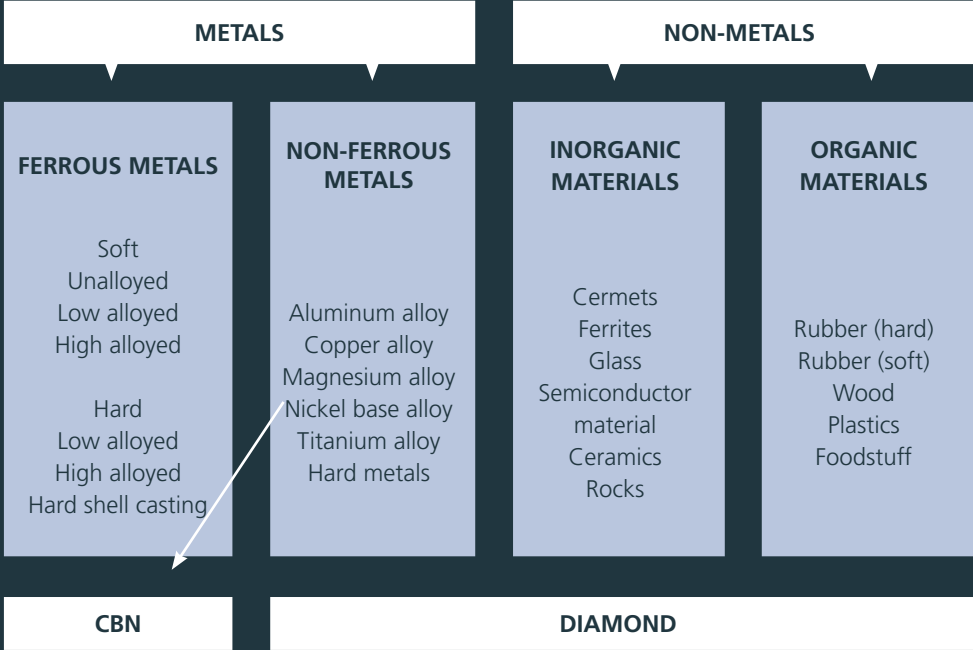 METALS
NON-METALS
FERROUS METALS
Soft
Unalloyed
Low alloyed
High alloyed
Hard
Low alloyed
High alloyed
Hard shell casting
NON-FERROUS
METALS
Aluminum alloy
Copper alloy
Magnesium alloy
Nickel base alloy
Titanium alloy
Hard metals
INORGANIC
MATERIALS
Cermets
Ferrites
Glass
Semiconductor
material
Ceramics
Rocks
ORGANIC
MATERIALS
Rubber (hard)
Rubber (soft)
Wood
Plastics
Foodstuff
CBN
DIAMOND